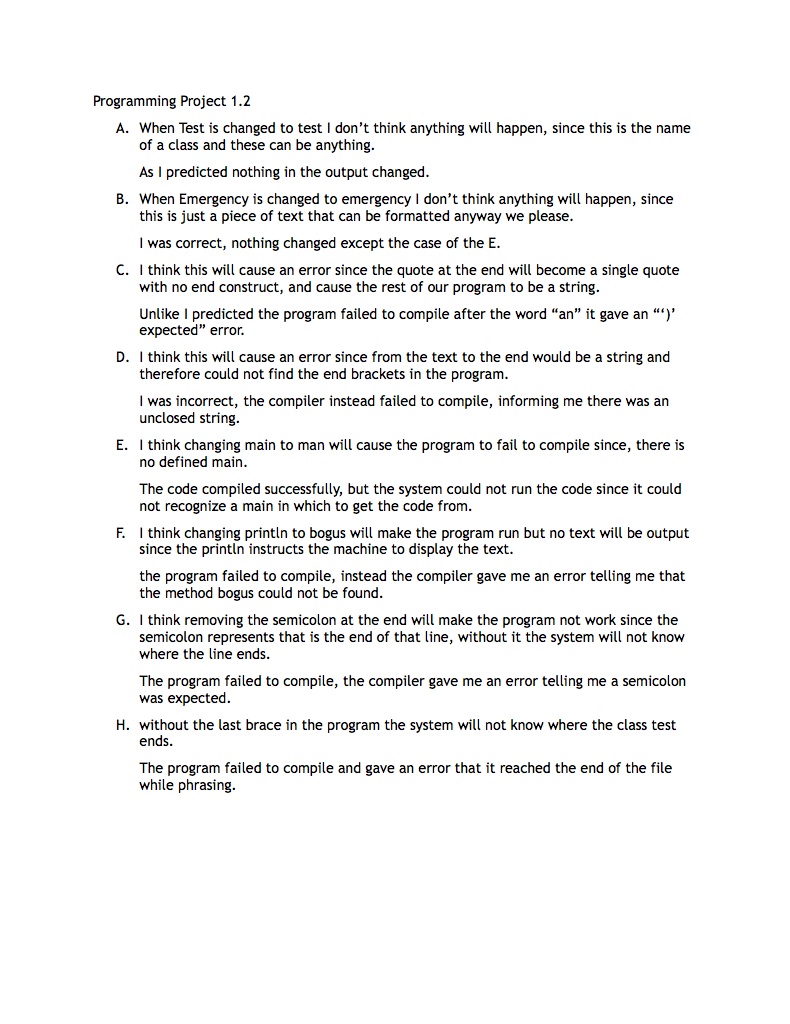 Programming Project 1.2
A. When Test is changed to test I don’t think anything will happen, since this is the name
of a class and these can be anything.
As I predicted nothing in the output changed.
B. When Emergency is changed to emergency I don’t think anything will happen, since
this is just a piece of text that can be formatted anyway we please.
I was correct, nothing changed except the case of the E.
C. I think this will cause an error since the quote at the end will become a single quote
with no end construct, and cause the rest of our program to be a string.
Unlike I predicted the program failed to compile after the word “an” it gave an “‘)’
expected” error.
D. I think this will cause an error since from the text to the end would be a string and
therefore could not find the end brackets in the program.
I was incorrect, the compiler instead failed to compile, informing me there was an
unclosed string.
E. I think changing main to man will cause the program to fail to compile since, there is
no defined main.
The code compiled successfully, but the system could not run the code since it could
not recognize a main in which to get the code from.
F. I think changing println to bogus will make the program run but no text will be output
since the println instructs the machine to display the text.
the program failed to compile, instead the compiler gave me an error telling me that
the method bogus could not be found.
G. I think removing the semicolon at the end will make the program not work since the
semicolon represents that is the end of that line, without it the system will not know
where the line ends.
The program failed to compile, the compiler gave me an error telling me a semicolon
was expected.
H. without the last brace in the program the system will not know where the class test
ends.
The program failed to compile and gave an error that it reached the end of the file
while phrasing.